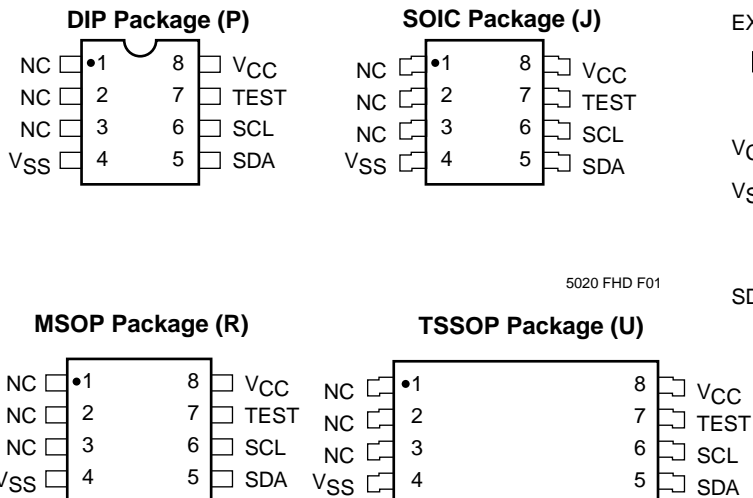 DIP Package (P)
NC 1 8 VCC
NC 2 7 TEST
NC 3 6 SCL
VSS 4 5 SDA
SOIC Package (J)
NC 1 8 VCC
NC 2 7 TEST
NC 3 6 SCL
VSS 4 5 SDA
5020 FHD F01
MSOP Package (R)
NC 1 8 VCC
NC 2 7 TEST
NC 3 6 SCL
VSS 4 5 SDA
TSSOP Package (U)
NC 1 8 VCC
NC 2 7 TEST
NC 3 6 SCL
VSS 4 5 SDA